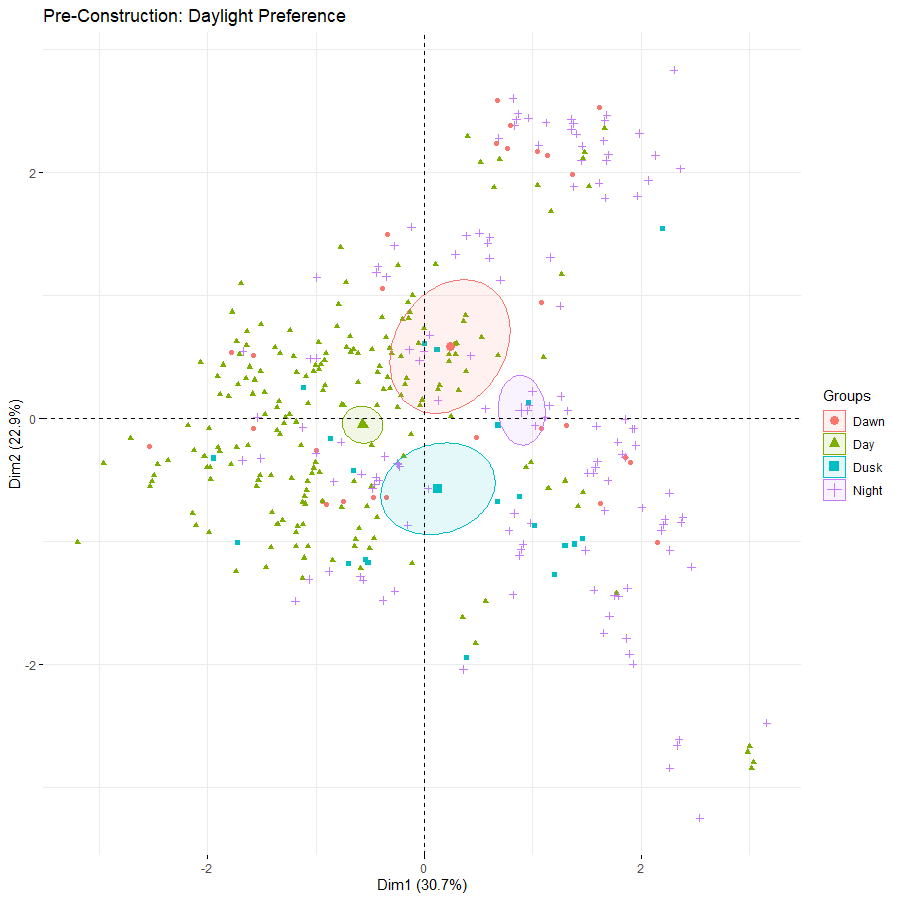 Pre-Construction: Daylight Preference
2
0
-2
Dim2 (22.9%)
-2
0
2
Dim1 (30.7%)
Groups
Dawn
Day
Dusk
Night